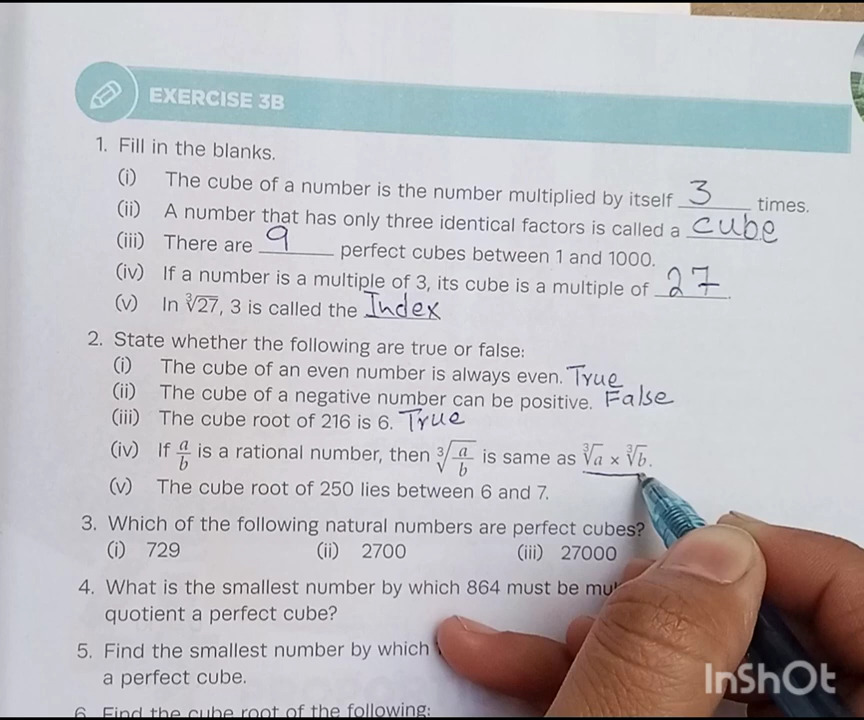 EXERCISE 3B
1. Fill in the blanks.
(i) The cube of a number is the number multiplied by itself 3 times.
(ii) A number that has only three identical factors is called a cube
(iii) There are 9 perfect cubes between 1 and 1000.
(iv) If a number is a multiple of 3, its cube is a multiple of 27.
(v) In ∛27, 3 is called the Index
2. State whether the following are true or false:
(i) The cube of an even number is always even. True
(ii) The cube of a negative number can be positive. False
(iii) The cube root of 216 is 6. True
(iv) If a/b is a rational number, then ∛(a/b) is same as ∛a × ∛b.
(v) The cube root of 250 lies between 6 and 7.
3. Which of the following natural numbers are perfect cubes?
(i) 729 (ii) 2700 (iii) 27000
4. What is the smallest number by which 864 must be
quotient a perfect cube?
5. Find the smallest number by which
a perfect cube.
6. Find the cube root of the following:
InShOt